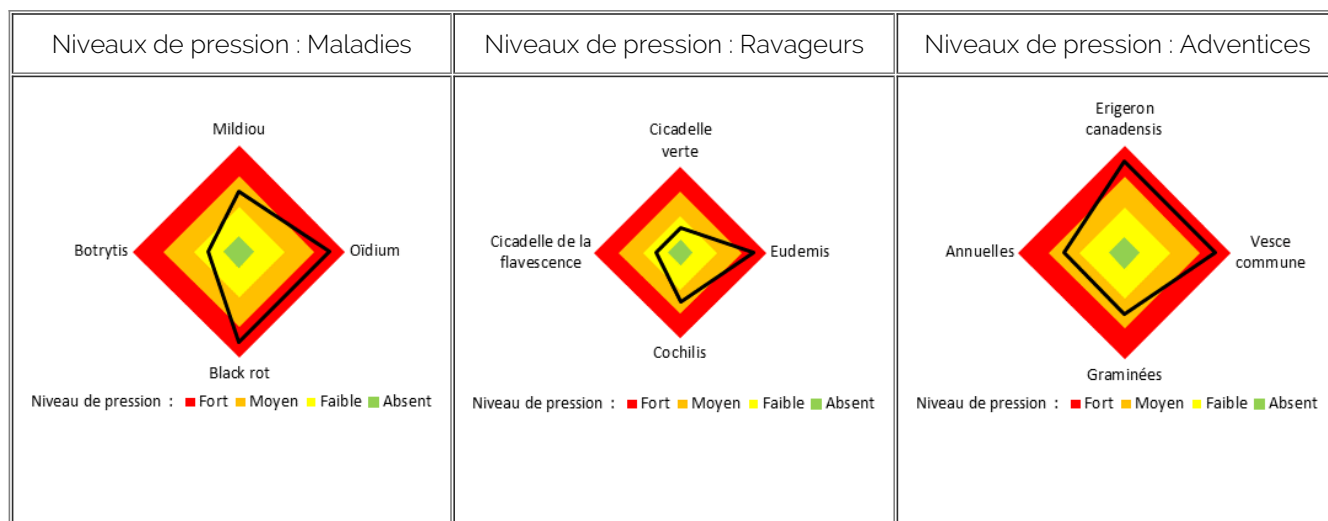 Niveaux de pression : Maladies
Niveaux de pression : Ravageurs
Niveaux de pression : Adventices
Mildiou
Botrytis
Oïdium
Black rot
Niveau de pression : Fort Moyen Faible Absent
Cicadelle
verte
Cicadelle de la
flavescence
Eudemis
Cochilis
Niveau de pression : Fort Moyen Faible Absent
Erigeron
canadensis
Annuelles
Vesce
commune
Graminées
Niveau de pression : Fort Moyen Faible Absent